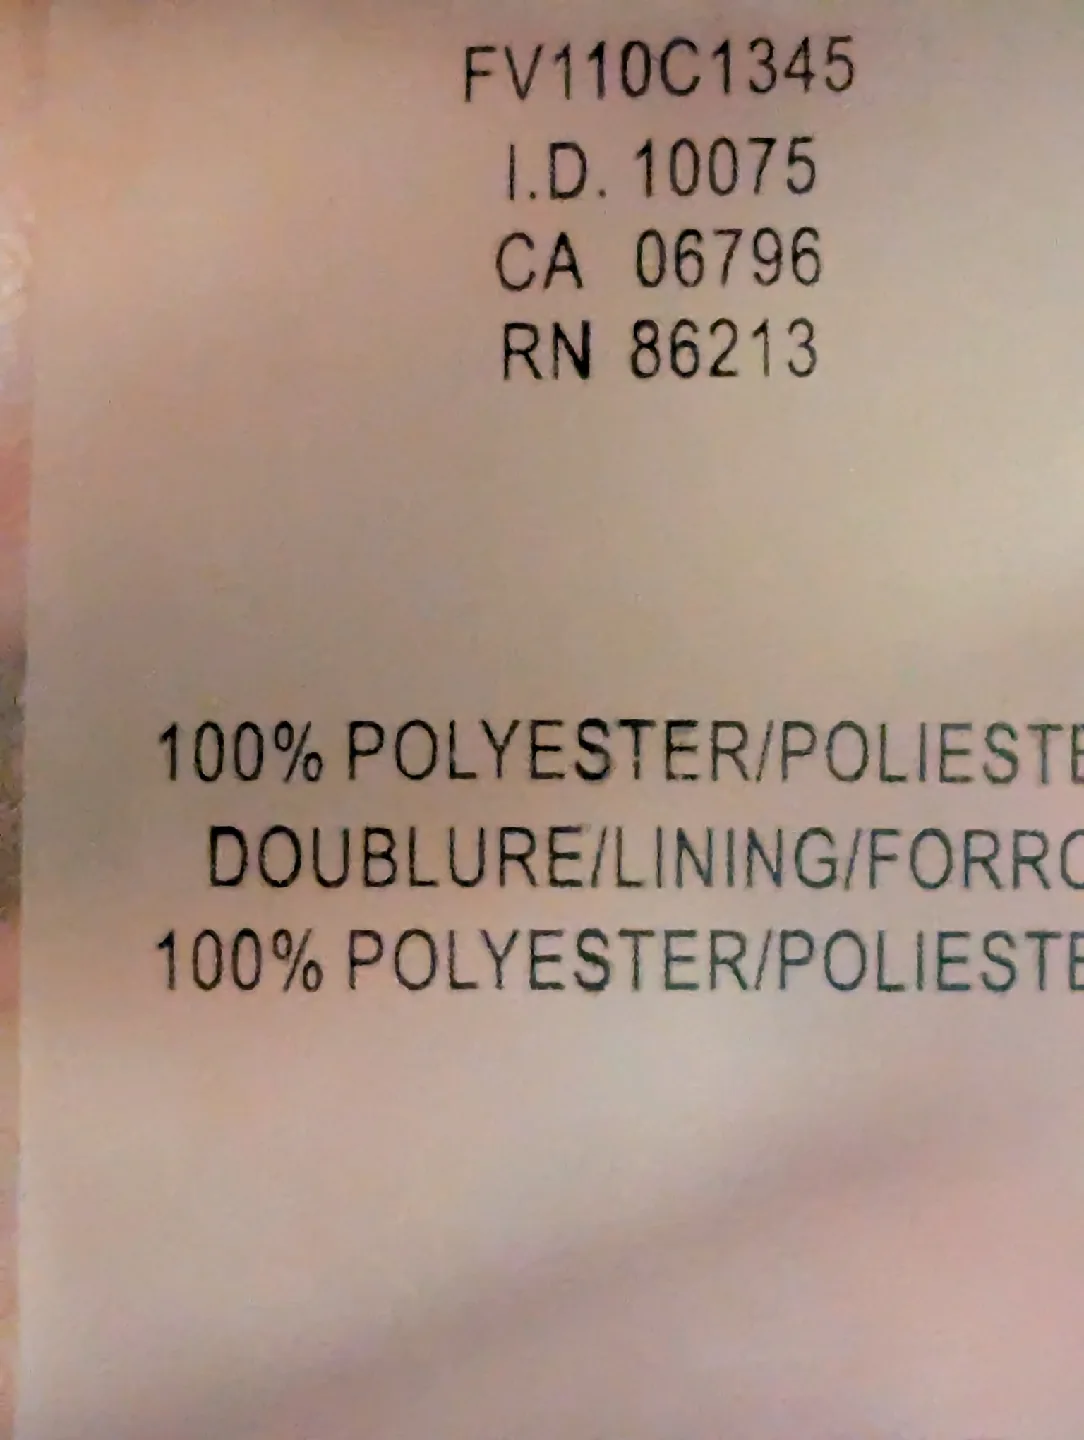 FV110C1345
I.D. 10075
CA 06796
RN 86213
100% POLYESTER/POLIESTE
DOUBLURE/LINING/FORRO
100% POLYESTER/POLIESTE